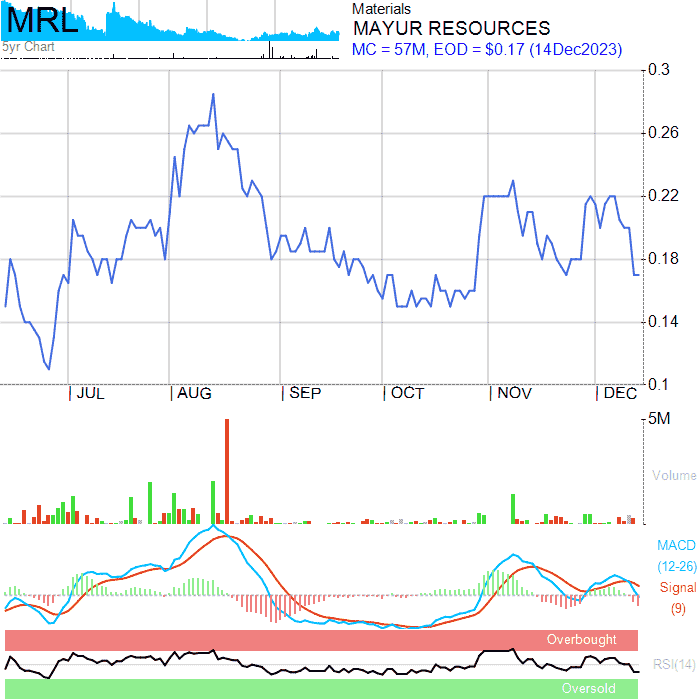 MRL
5yr Chart
Materials
MAYUR RESOURCES
MC = 57M, EOD = $0.17 (14Dec2023)
0.3
0.26
0.22
0.18
0.14
0.1
JUL AUG SEP OCT NOV DEC
5M
Volume
MACD
(12-26)
Signal
(9)
Overbought
RSI(14)
Oversold